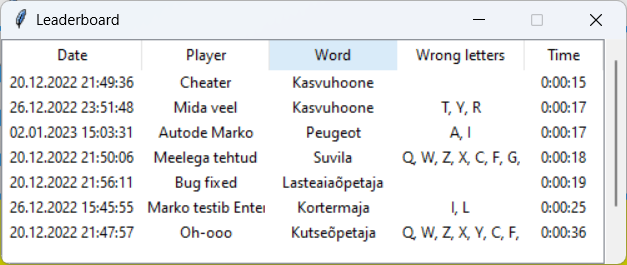 Leaderboard
Date Player Word Wrong letters Time
20.12.2022 21:49:36 Cheater Kasvuhoone 0:00:15
26.12.2022 23:51:48 Mida veel Kasvuhoone T, Y, R 0:00:17
02.01.2023 15:03:31 Autode Marko Peugeot A, I 0:00:17
20.12.2022 21:50:06 Meelega tehtud Suvila Q, W, Z, X, C, F, G, 0:00:18
20.12.2022 21:56:11 Bug fixed Lasteaiaõpetaja 0:00:19
26.12.2022 15:45:55 Marko testib Enter Kortermaja I, L 0:00:25
20.12.2022 21:47:57 Oh-ooo Kutseõpetaja Q, W, Z, X, Y, C, F, 0:00:36